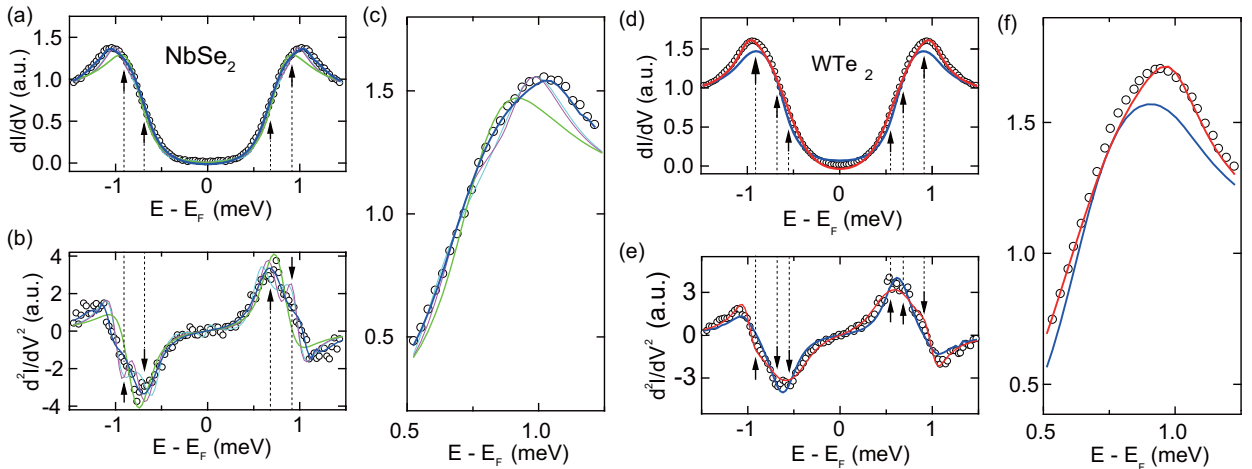 (a)
NbSe2
dI/dV (a.u.)
1.5
1.0
0.5
0.0
-1
0
1
E - EF (meV)
(b)
d2I/dV2 (a.u.)
4
2
0
-2
-4
-1
0
1
E - EF (meV)
(c)
1.5
1.0
0.5
0.5
1.0
E - EF (meV)
(d)
WTe 2
dI/dV (a.u.)
1.5
1.0
0.5
0.0
-1
0
1
E - EF (meV)
(e)
d2I/dV2 (a.u.)
3
0
-3
-1
0
1
E - EF (meV)
(f)
1.5
1.0
0.5
0.5
1.0
E - EF (meV)